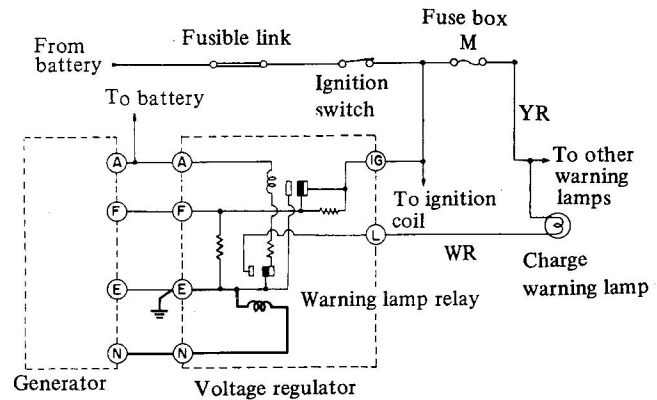 Fuse box
M
Fusible link
From
battery
Ignition
switch
To battery
YR
A
A
IG
To other
warning
lamps
F
F
To ignition
coil
L
WR
Charge
warning lamp
E
E
Warning lamp relay
N
N
Generator
Voltage regulator